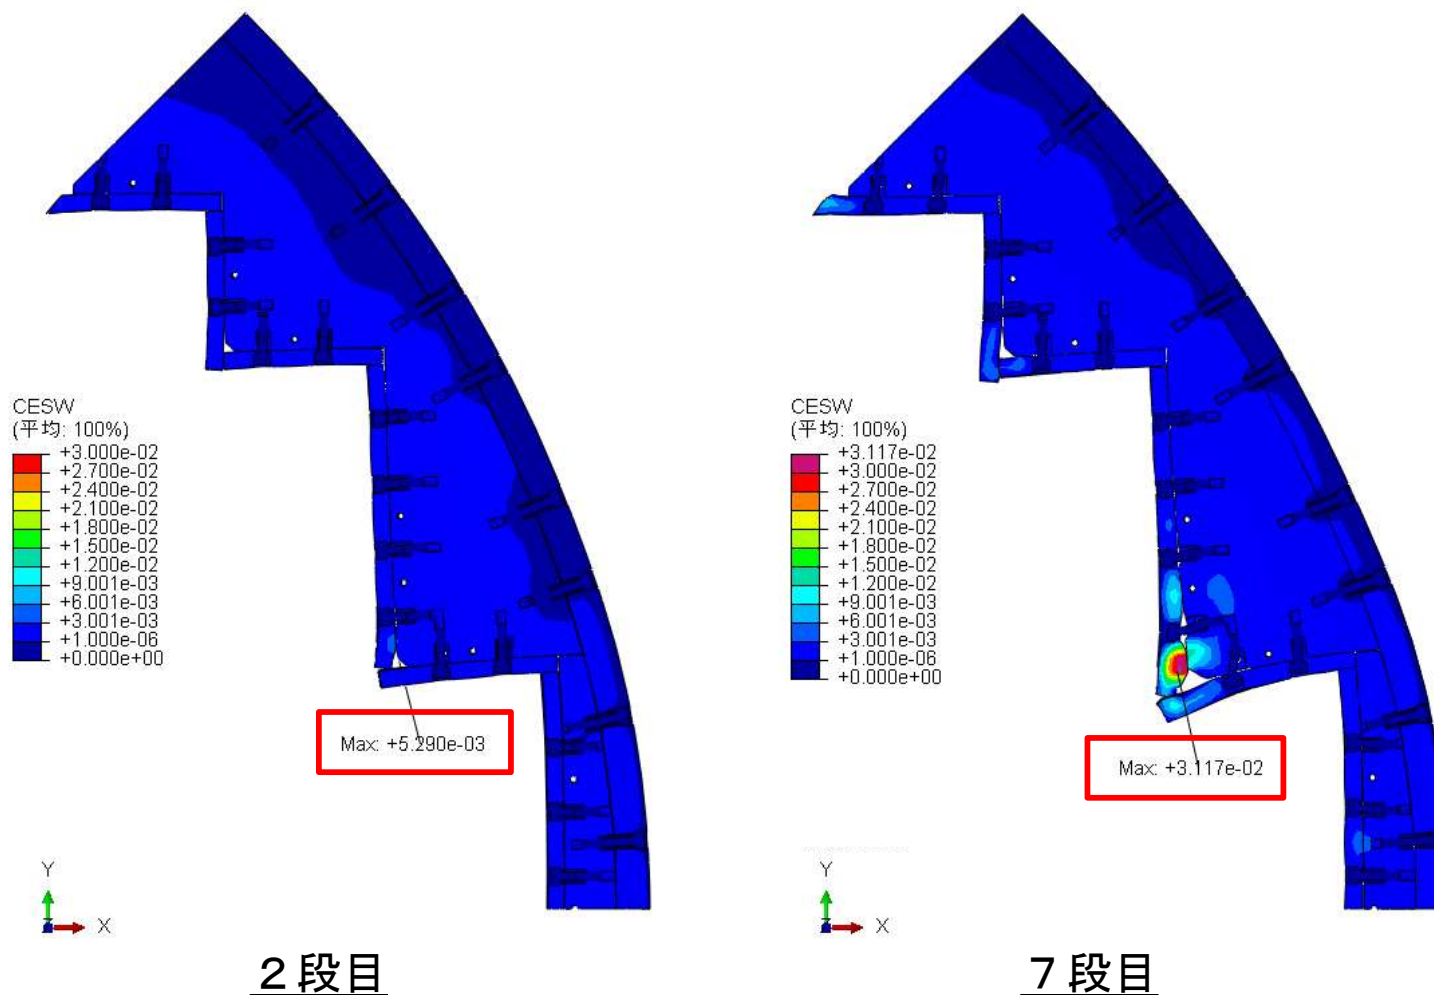 CESW
(平均: 100%)
+3.000e-02
+2.700e-02
+2.400e-02
+2.100e-02
+1.800e-02
+1.500e-02
+1.200e-02
+9.001e-03
+6.001e-03
+3.001e-03
+1.000e-06
+0.000e+00
Max: +5.290e-03
Y
Z
X
2段目
CESW
(平均: 100%)
+3.117e-02
+3.000e-02
+2.700e-02
+2.400e-02
+2.100e-02
+1.800e-02
+1.500e-02
+1.200e-02
+9.001e-03
+6.001e-03
+3.001e-03
+1.000e-06
+0.000e+00
Max: +3.117e-02
Y
Z
X
7段目